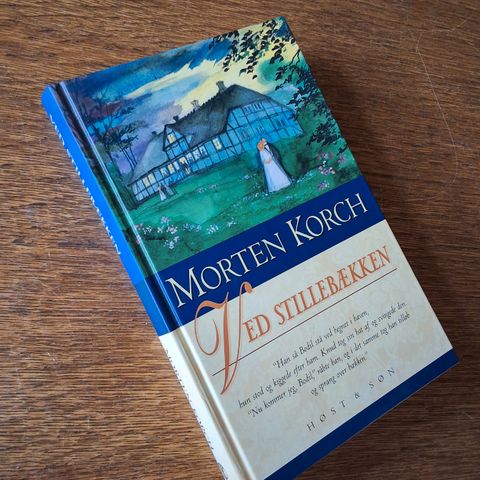 MORTEN KORCH
VED STILLEBÆKKEN
"Han så Bodil stå ved hegnet i haven,
hun stod og kiggede efter ham. Knud tog sin hat af og svingede den.
"Nu kommer jeg, Bodil," råbte han, og i det samme tog han tilløb
og sprang over bækken."
HØST & SØN